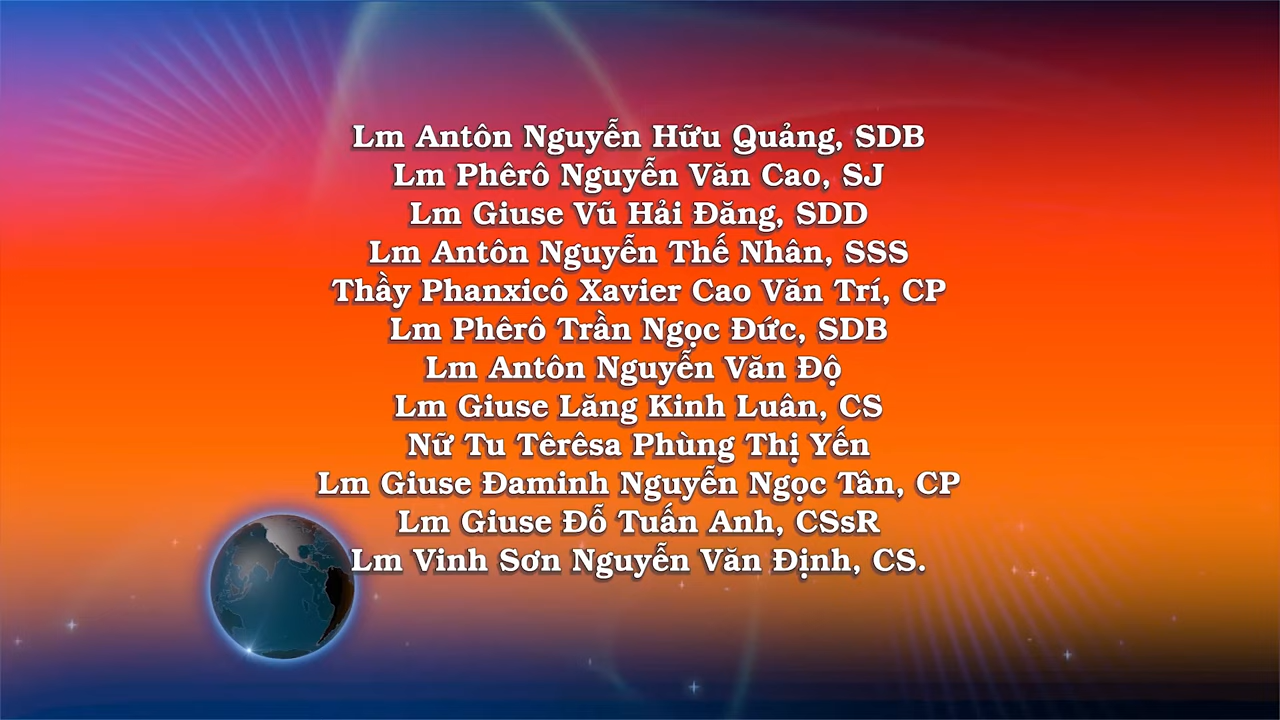 Lm Antôn Nguyễn Hữu Quảng, SDB
Lm Phêrô Nguyễn Văn Cao, SJ
Lm Giuse Vũ Hải Đăng, SDD
Lm Antôn Nguyễn Thế Nhân, SSS
Thầy Phanxicô Xavier Cao Văn Trí, CP
Lm Phêrô Trần Ngọc Đức, SDB
Lm Antôn Nguyễn Văn Độ
Lm Giuse Lăng Kinh Luân, CS
Nữ Tu Têrêsa Phùng Thị Yến
Lm Giuse Đaminh Nguyễn Ngọc Tân, CP
Lm Giuse Đỗ Tuấn Anh, CSsR
Lm Vinh Sơn Nguyễn Văn Định, CS.